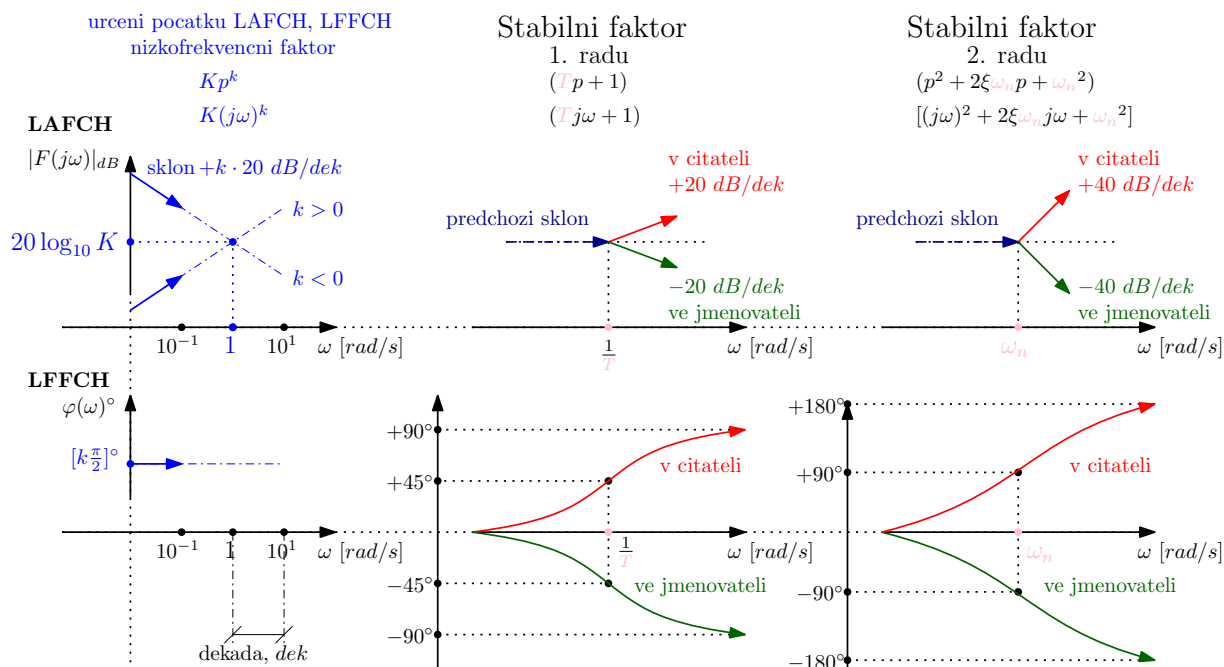 urceni pocatku LAFCH, LFFCH
nizkofrekvencni faktor
Kp^k
K(jω)^k
Stabilni faktor
1. radu
(Tp + 1)
(Tjω + 1)
Stabilni faktor
2. radu
(p² + 2ξω_n p + ω_n²)
[(jω)² + 2ξω_n jω + ω_n²]
LAFCH
|F(jω)|_dB
sklon +k · 20 dB/dek
k > 0
20 log₁₀ K
k < 0
10⁻¹
1
10¹
ω [rad/s]
v citateli
+20 dB/dek
predchozi sklon
−20 dB/dek
ve jmenovateli
1/T
ω [rad/s]
v citateli
+40 dB/dek
predchozi sklon
−40 dB/dek
ve jmenovateli
ω_n
ω [rad/s]
LFFCH
φ(ω)°
[k π/2]°
10⁻¹
1
10¹
ω [rad/s]
dekada, dek
+90°
+45°
v citateli
1/T
ω [rad/s]
−45°
ve jmenovateli
−90°
+180°
+90°
v citateli
ω_n
ω [rad/s]
−90°
ve jmenovateli
−180°